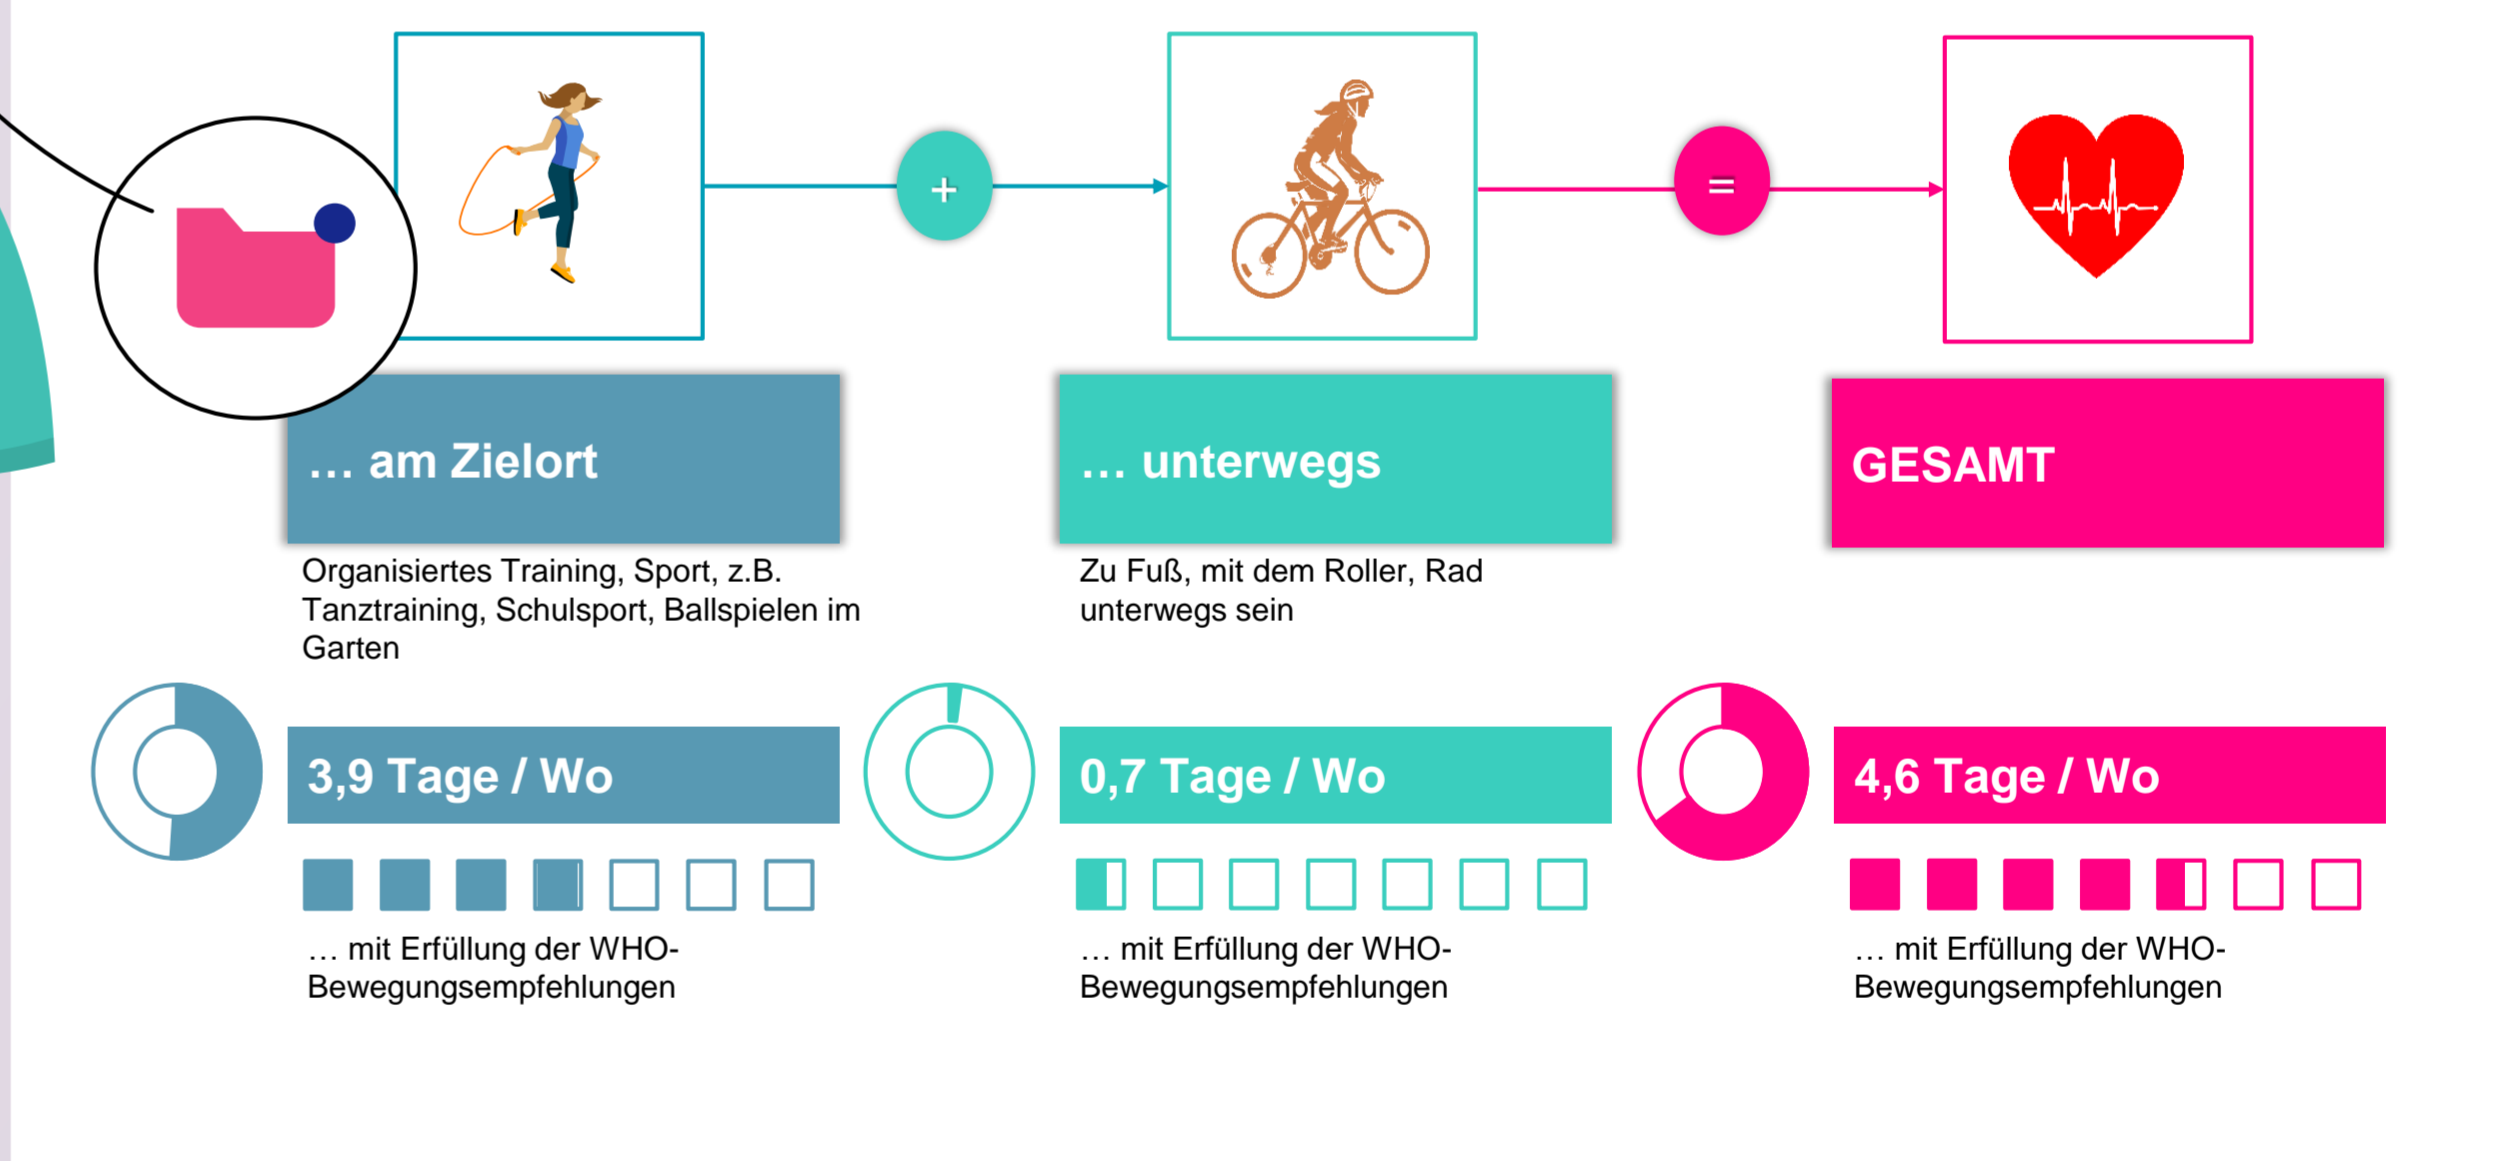 +
=
... am Zielort
... unterwegs
GESAMT
Organisiertes Training, Sport, z.B.
Tanztraining, Schulsport, Ballspielen im
Garten
Zu Fuß, mit dem Roller, Rad
unterwegs sein
3,9 Tage / Wo
0,7 Tage / Wo
4,6 Tage / Wo
... mit Erfüllung der WHO-
Bewegungsempfehlungen
... mit Erfüllung der WHO-
Bewegungsempfehlungen
... mit Erfüllung der WHO-
Bewegungsempfehlungen